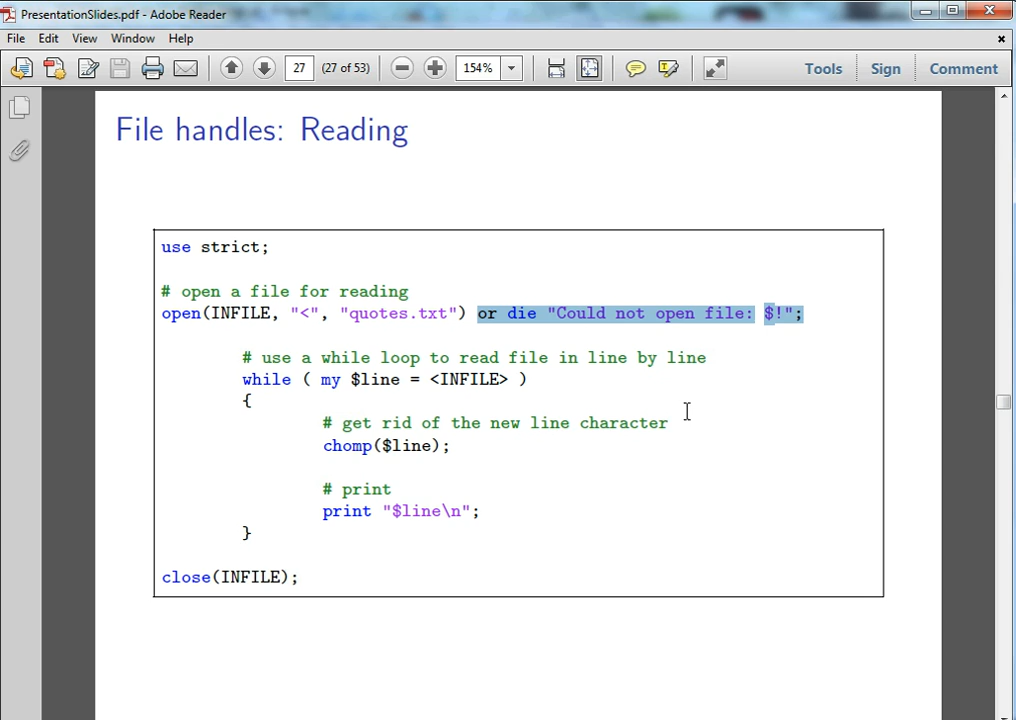 PresentationSlides.pdf - Adobe Reader
File Edit View Window Help
27 (27 of 53) 154% Tools Sign Comment
File handles: Reading
use strict;
# open a file for reading
open(INFILE, "<", "quotes.txt") or die "Could not open file: $!";
# use a while loop to read file in line by line
while ( my $line = <INFILE> )
{
# get rid of the new line character
chomp($line);
# print
print "$line\n";
}
close(INFILE);